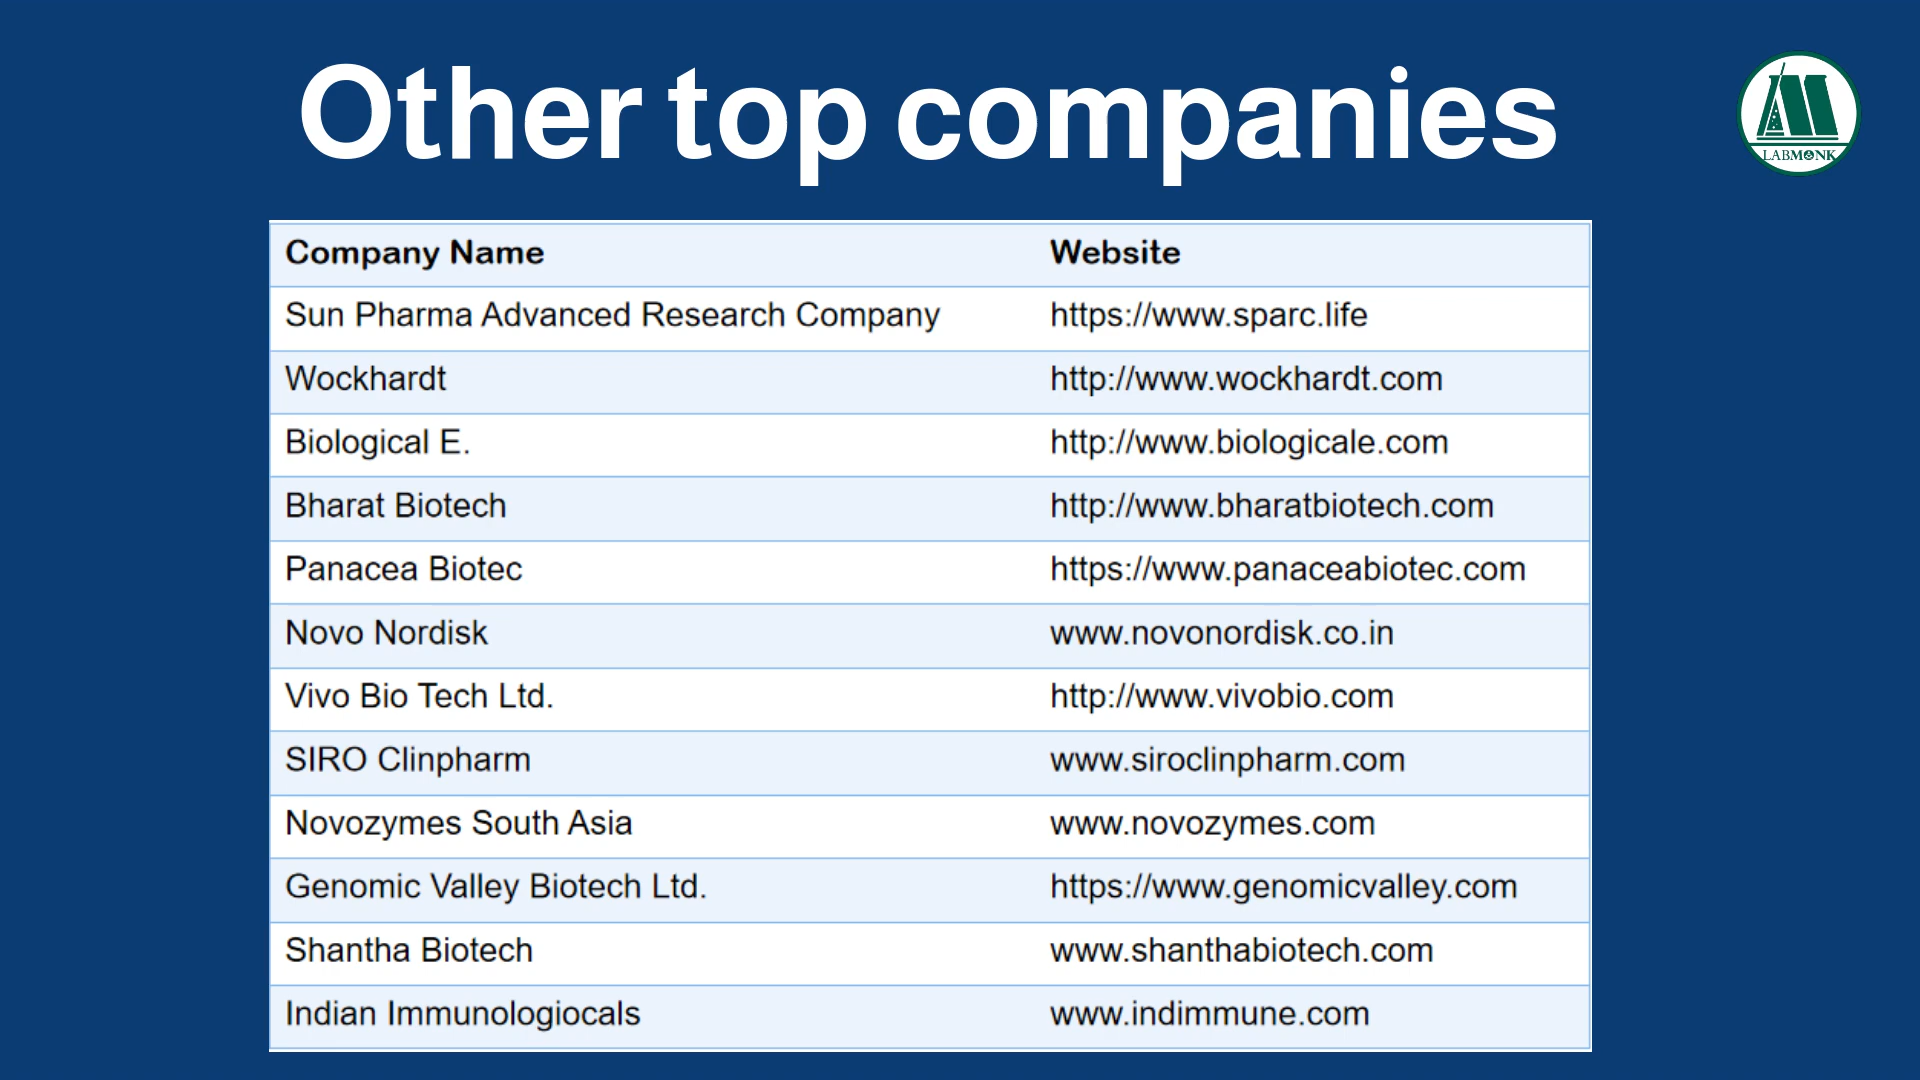 Other top companies
LABMONK
Company Name Website
Sun Pharma Advanced Research Company https://www.sparc.life
Wockhardt http://www.wockhardt.com
Biological E. http://www.biologicale.com
Bharat Biotech http://www.bharatbiotech.com
Panacea Biotec https://www.panaceabiotec.com
Novo Nordisk www.novonordisk.co.in
Vivo Bio Tech Ltd. http://www.vivobio.com
SIRO Clinpharm www.siroclinpharm.com
Novozymes South Asia www.novozymes.com
Genomic Valley Biotech Ltd. https://www.genomicvalley.com
Shantha Biotech www.shanthabiotech.com
Indian Immunologiocals www.indimmune.com